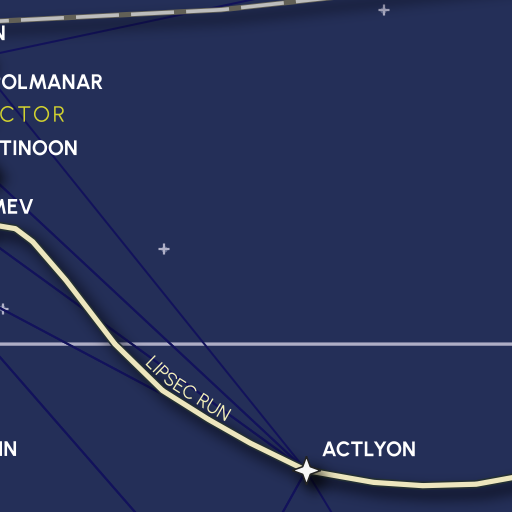 N
OLMANAR
CTOR
TINOON
MEV
LIPSEC RUN
ACTLYON
IN